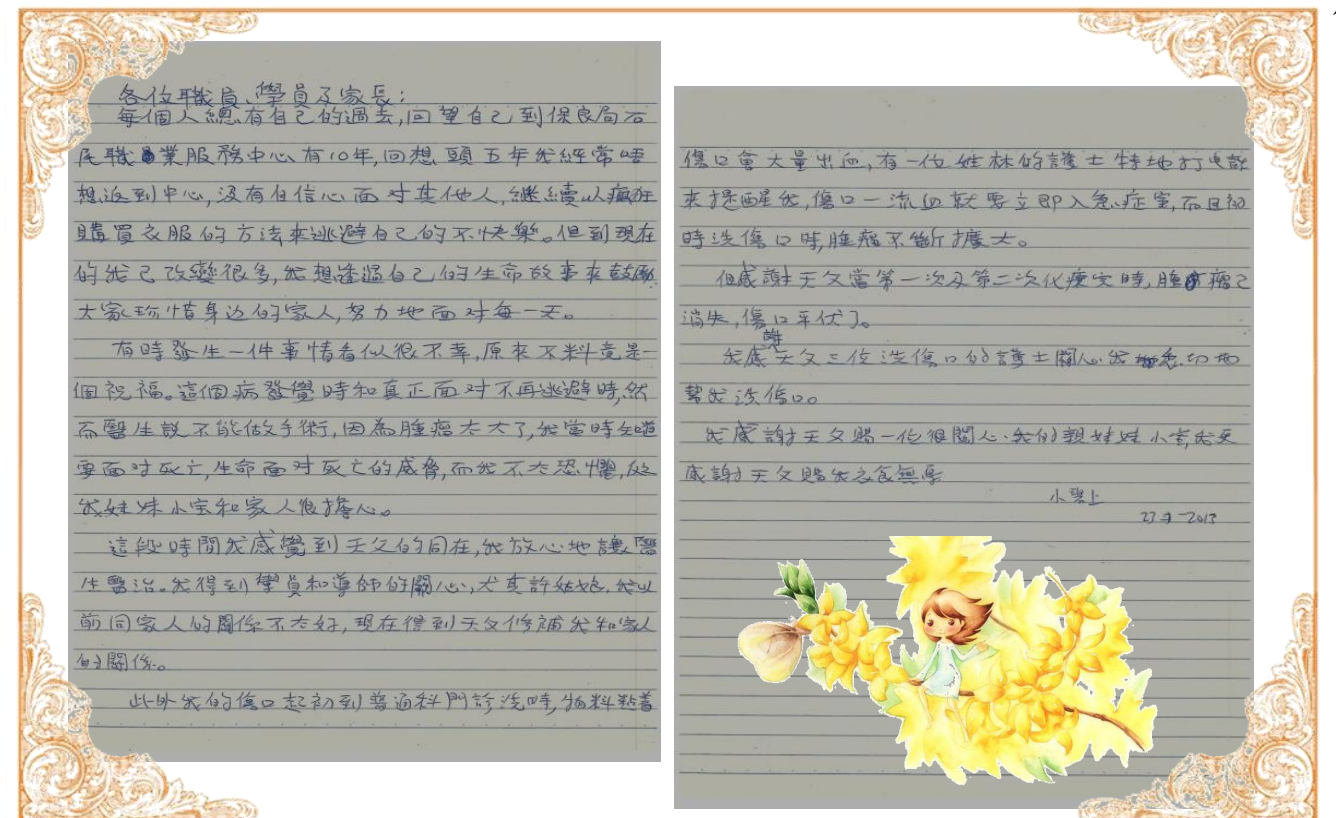 各位職員、學員及家長:
每個人總有自己的過去,回望自己到保良局石
民職業服務中心有10年,回想頭五年我經常唔
想返到中心,沒有自信心面对其他人,繼續以瘋狂
購買衣服的方法來逃避自己的不快樂。但到現在
的我已改變很多,我想透過自己的生命故事來鼓勵
大家珍惜身边的家人,努力地面对每一天。
有時發生一件事情看似很不幸,原來不料竟是一
個祝福。這個病發覺時和真正面对不再逃避時,然
而醫生說不能做手術,因為腫瘤太大了,我當時知道
要面对死亡,生命面对死亡的威脅,而我不太恐懼,反
我妹妹小宝和家人很擔心。
這段時間我感覺到天父的同在,我放心地讓醫
生醫治。我得到學員和導師的關心,尤其許姑娘。我以
前同家人的關係不太好,現在得到天父修補我和家人
的關係。
此外我的傷口起初到普通科門診洗時,物料黏着
傷口會大量出血,有一位姓林的護士特地打電話
來提醒我,傷口一流血就要立即入急症室,而且初
時洗傷口時,腫瘤不斷擴大。
但感謝天父當第一次及第二次化療完時,腫瘤已
消失,傷口平伏了。
我感謝天父三位洗傷口的護士關心我悉切地
幫我洗傷口。
我感謝天父賜一位很關心我的親妹妹小宝,我更
感謝天父賜我衣食無
小碧上
2013